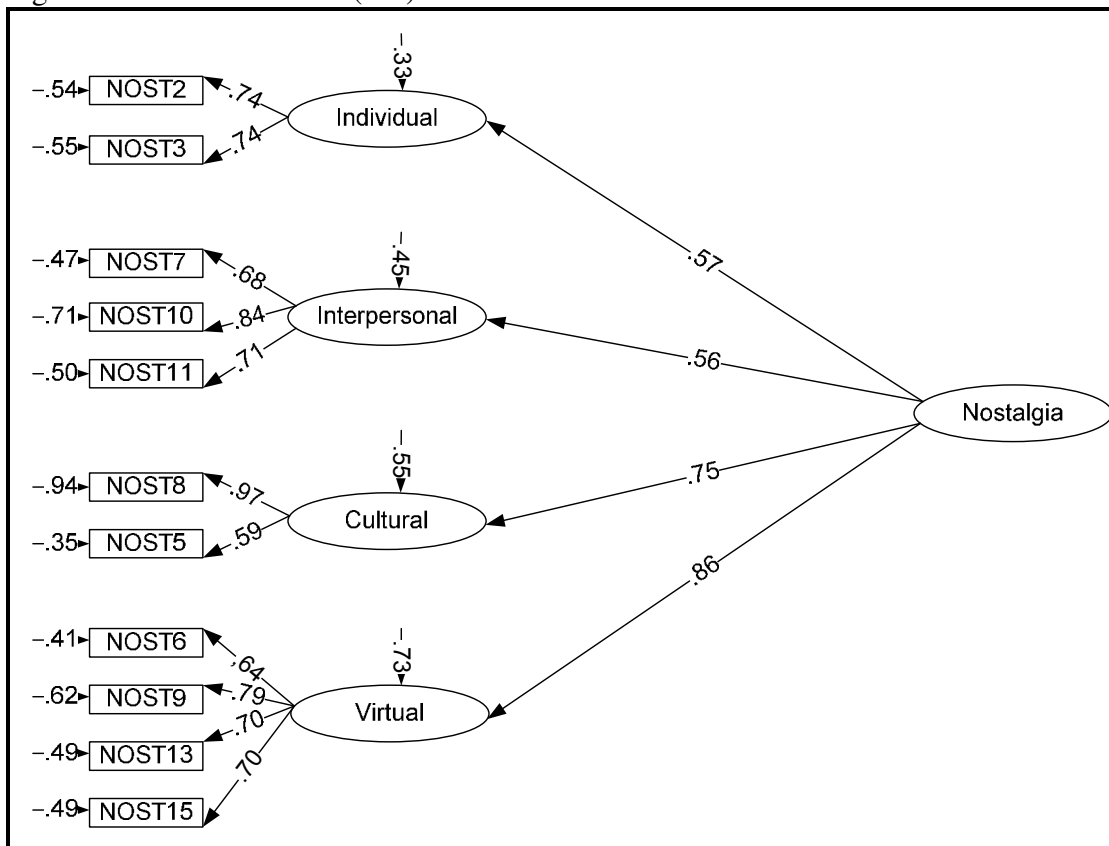 -.33
-.54 NOST2 .74 Individual
-.55 NOST3 .74
.57
-.47 NOST7 .68 -.45
-.71 NOST10 .84 Interpersonal
-.50 NOST11 .71
.56
Nostalgia
-.94 NOST8 .97 -.55
-.35 NOST5 .59 Cultural
.75
.86
-.41 NOST6 ,64 -.73
-.62 NOST9 .79 Virtual
-.49 NOST13 .70
-.49 NOST15 .70